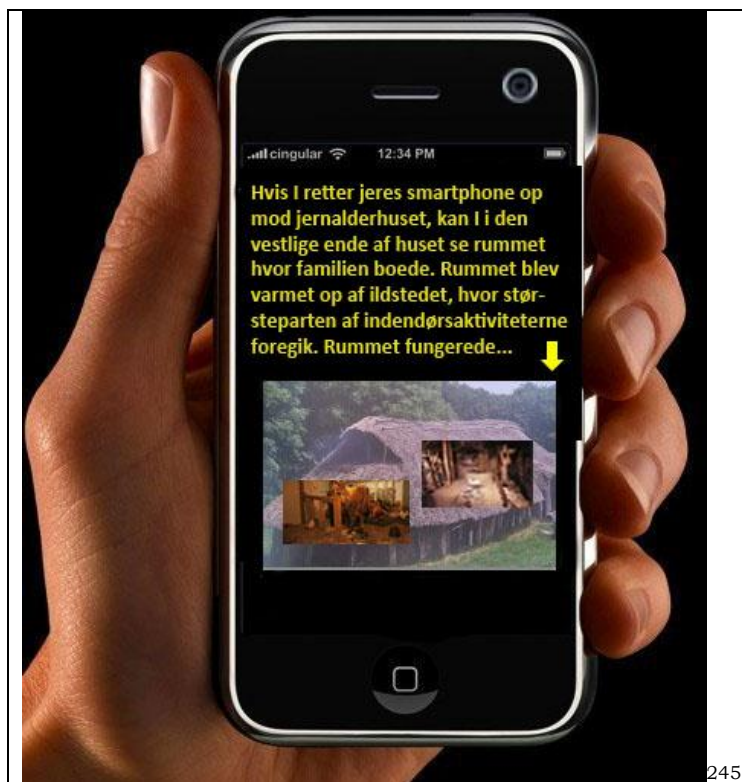 cingular 12:34 PM
Hvis I retter jeres smartphone op
mod jernalderhuset, kan I i den
vestlige ende af huset se rummet
hvor familien boede. Rummet blev
varmet op af ildstedet, hvor stør-
steparten af indendørsaktiviteterne
foregik. Rummet fungerede...
245